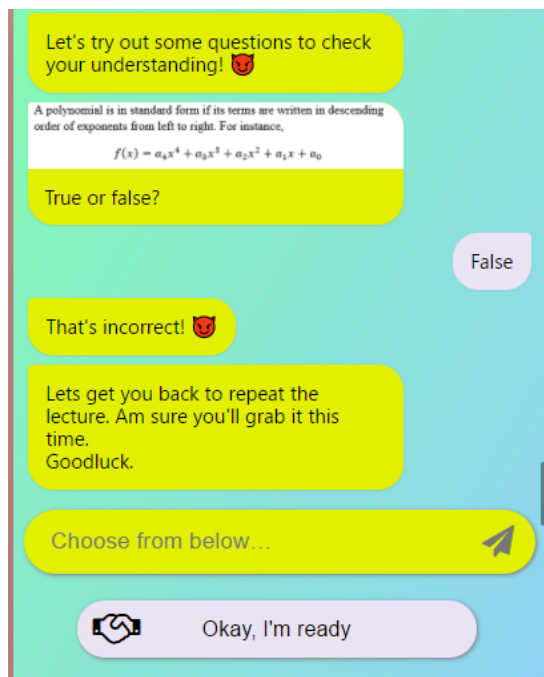 Let's try out some questions to check
your understanding! 😈
A polynomial is in standard form if its terms are written in descending
order of exponents from left to right. For instance,
f(x) = a₄x⁴ + a₃x³ + a₂x² + a₁x + a₀
True or false?
False
That's incorrect! 😈
Lets get you back to repeat the
lecture. Am sure you'll grab it this
time.
Goodluck.
Choose from below...
Okay, I'm ready